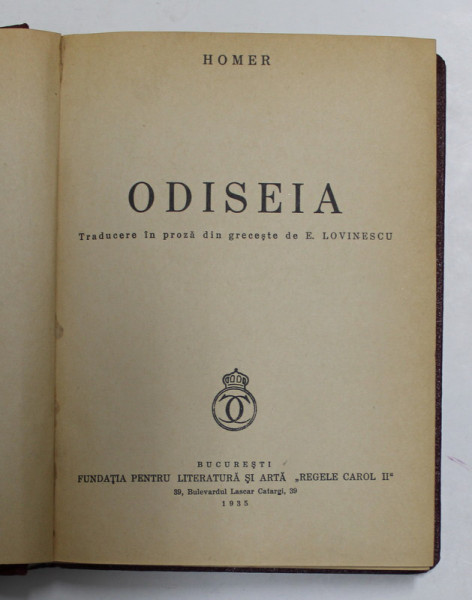 HOMER
ODISEIA
Traducere în proză din grecește de E. LOVINESCU
BUCUREȘTI
FUNDAȚIA PENTRU LITERATURĂ ȘI ARTĂ „REGELE CAROL II“
39, Bulevardul Lascar Catargi, 39
1935